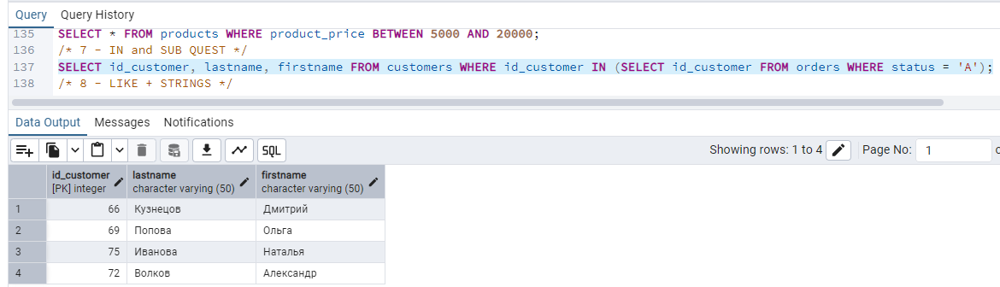 Query Query History
135 SELECT * FROM products WHERE product_price BETWEEN 5000 AND 20000;
136 /* 7 - IN and SUB QUEST */
137 SELECT id_customer, lastname, firstname FROM customers WHERE id_customer IN (SELECT id_customer FROM orders WHERE status = 'A');
138 /* 8 - LIKE + STRINGS */
Data Output Messages Notifications
SQL Showing rows: 1 to 4 Page No: 1
id_customer lastname firstname
[PK] integer character varying (50) character varying (50)
1 66 Кузнецов Дмитрий
2 69 Попова Ольга
3 75 Иванова Наталья
4 72 Волков Александр